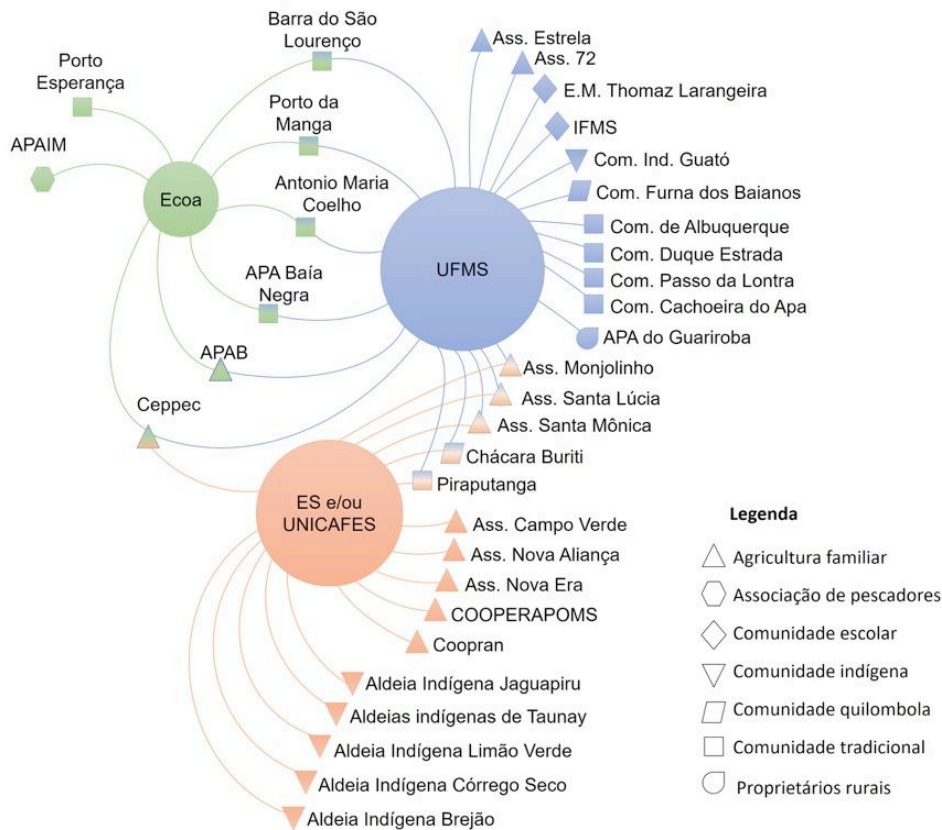 Barra do São
Lourenço
Porto
Esperança
APAIM
Porto da
Manga
Ecoa
Antonio Maria
Coelho
APA Baía
Negra
APAB
Ceppec
UFMS
Ass. Estrela
Ass. 72
E.M. Thomaz Larangeira
IFMS
Com. Ind. Guató
Com. Furna dos Baianos
Com. de Albuquerque
Com. Duque Estrada
Com. Passo da Lontra
Com. Cachoeira do Apa
APA do Guariroba
Ass. Monjolinho
Ass. Santa Lúcia
Ass. Santa Mônica
Chácara Buriti
Piraputanga
ES e/ou
UNICAFES
Ass. Campo Verde
Ass. Nova Aliança
Ass. Nova Era
COOPERAPOMS
Coopran
Aldeia Indígena Jaguapiru
Aldeias indígenas de Taunay
Aldeia Indígena Limão Verde
Aldeia Indígena Córrego Seco
Aldeia Indígena Brejão
Legenda
Agricultura familiar
Associação de pescadores
Comunidade escolar
Comunidade indígena
Comunidade quilombola
Comunidade tradicional
Proprietários rurais